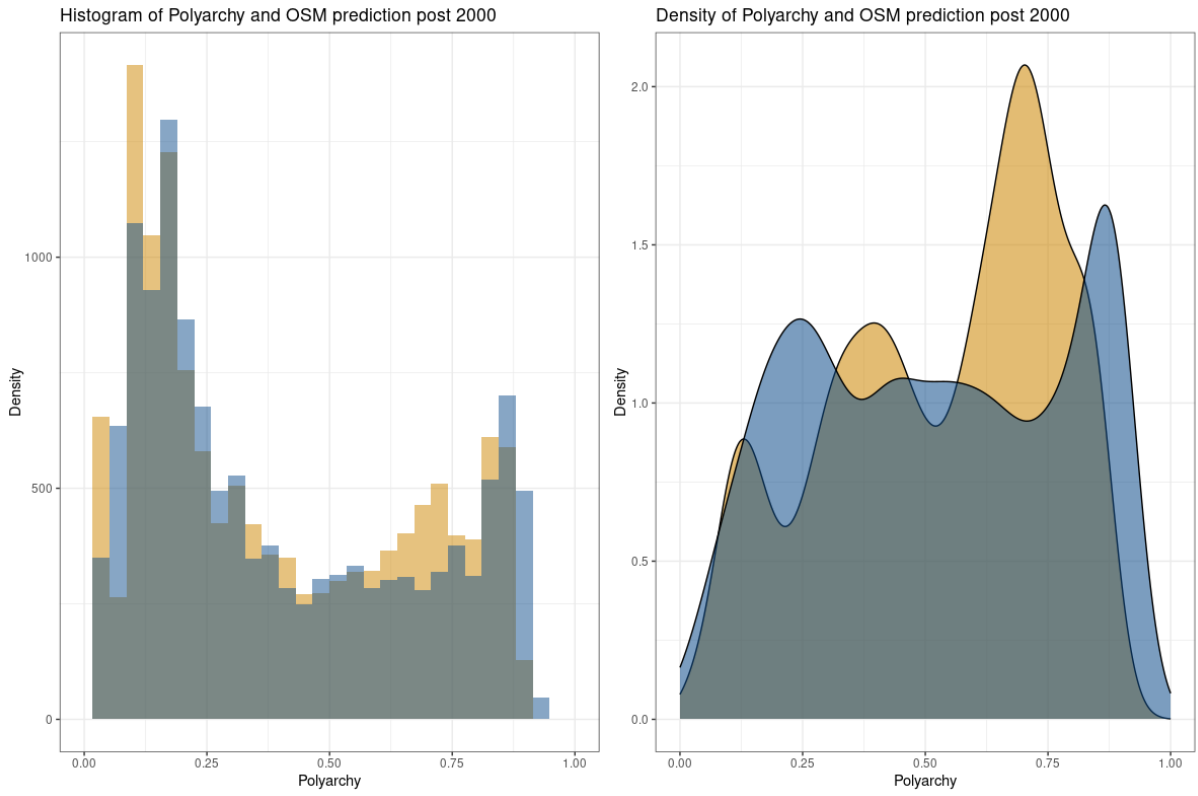 Histogram of Polyarchy and OSM prediction post 2000
Density
1000
500
0
0.00 0.25 0.50 0.75 1.00
Polyarchy
Density of Polyarchy and OSM prediction post 2000
Density
2.0
1.5
1.0
0.5
0.0
0.00 0.25 0.50 0.75 1.00
Polyarchy